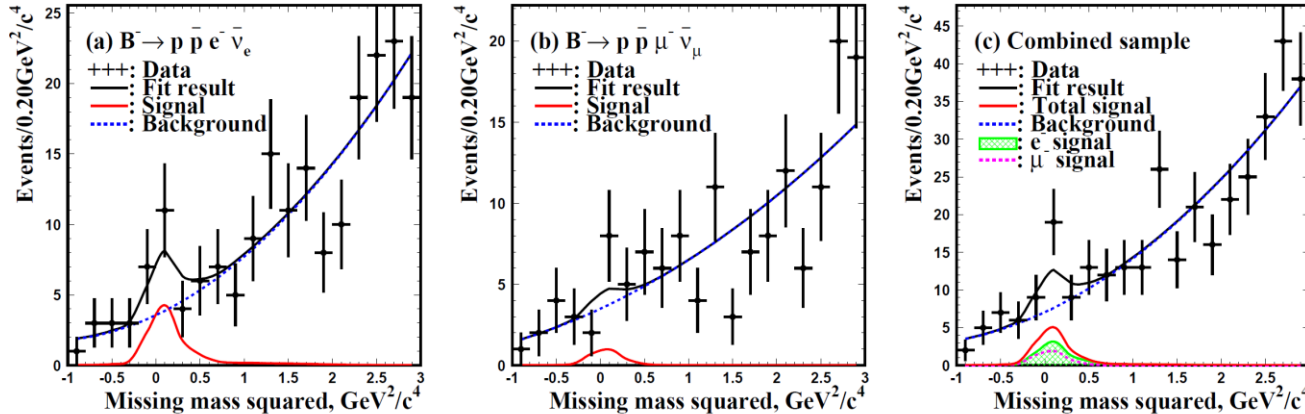 Events/0.20GeV²/c⁴
25
20
15
10
5
0
(a) B⁻→ p p̄ e⁻ ν̄ₑ
+++: Data
: Fit result
: Signal
: Background
-1 -0.5 0 0.5 1 1.5 2 2.5 3
Missing mass squared, GeV²/c⁴
Events/0.20GeV²/c⁴
20
15
10
5
0
(b) B⁻→ p p̄ μ⁻ ν̄_μ
+++: Data
: Fit result
: Signal
: Background
-1 -0.5 0 0.5 1 1.5 2 2.5 3
Missing mass squared, GeV²/c⁴
Events/0.20GeV²/c⁴
45
40
35
30
25
20
15
10
5
0
(c) Combined sample
+++: Data
: Fit result
: Total signal
: Background
: e⁻ signal
: μ⁻ signal
-1 -0.5 0 0.5 1 1.5 2 2.5 3
Missing mass squared, GeV²/c⁴